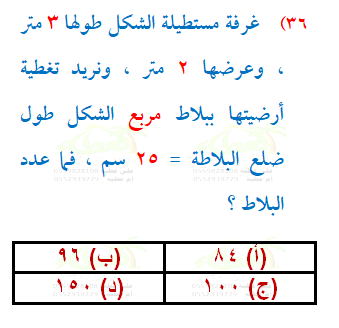 ٣٦) غرفة مستطيلة الشكل طولها ٣ متر
، وعرضها ٢ متر ، ونريد تغطية
أرضيتها ببلاط مربع الشكل طول
ضلع البلاطة = ٢٥ سم ، فما عدد
البلاط ؟
(أ) ٨٤ (ب) ٩٦
(ج) ١٠٠ (د) ١٥٠